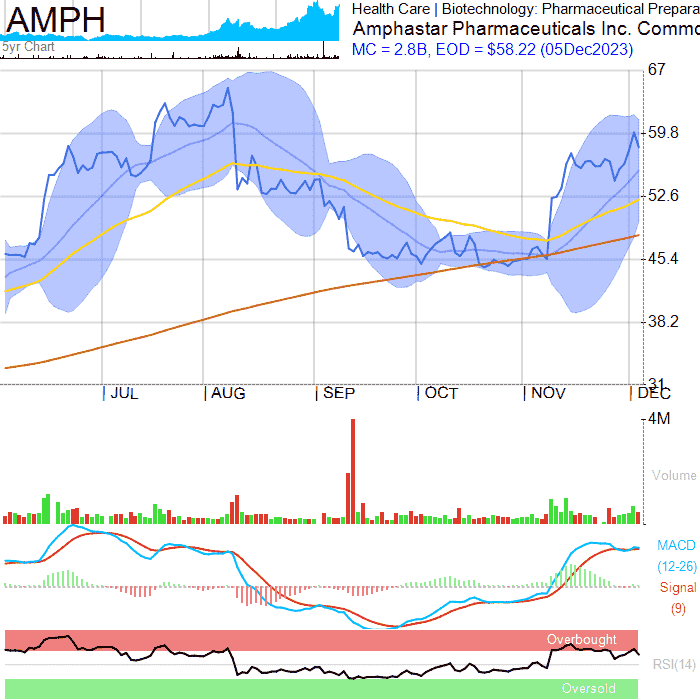 AMPH
5yr Chart
Health Care | Biotechnology: Pharmaceutical Prepara
Amphastar Pharmaceuticals Inc. Commo
MC = 2.8B, EOD = $58.22 (05Dec2023)
67
59.8
52.6
45.4
38.2
31
JUL
AUG
SEP
OCT
NOV
DEC
4M
Volume
MACD
(12-26)
Signal
(9)
Overbought
RSI(14)
Oversold